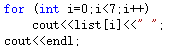 for (int i=0;i<7;i++)
    cout<<list[i]<<" ";
cout<<endl;